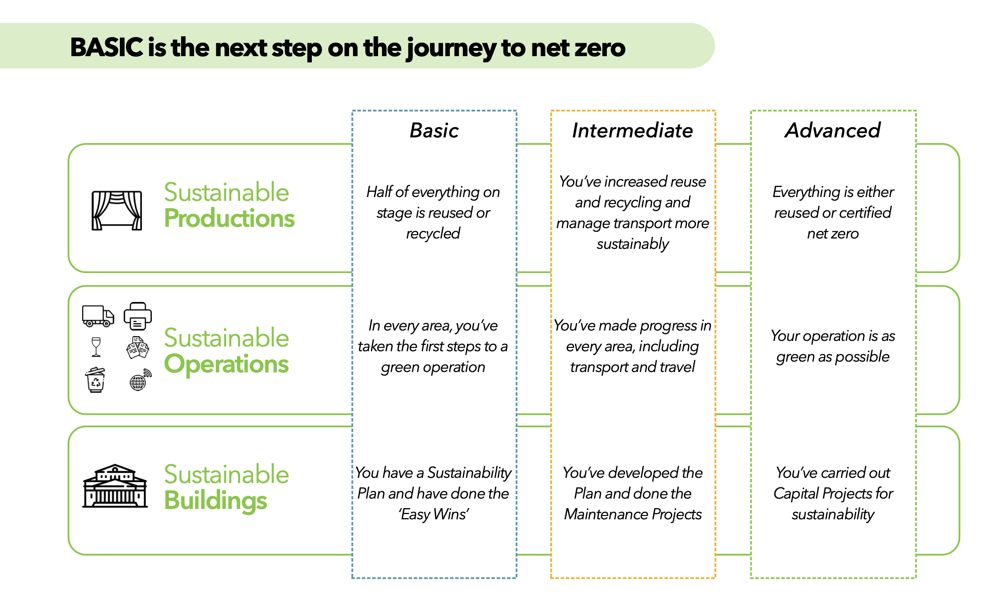 BASIC is the next step on the journey to net zero
Basic
Intermediate
Advanced
Sustainable
Productions
Half of everything on
stage is reused or
recycled
You’ve increased reuse
and recycling and
manage transport more
sustainably
Everything is either
reused or certified
net zero
Sustainable
Operations
In every area, you’ve
taken the first steps to a
green operation
You’ve made progress in
every area, including
transport and travel
Your operation is as
green as possible
Sustainable
Buildings
You have a Sustainability
Plan and have done the
‘Easy Wins’
You’ve developed the
Plan and done the
Maintenance Projects
You’ve carried out
Capital Projects for
sustainability